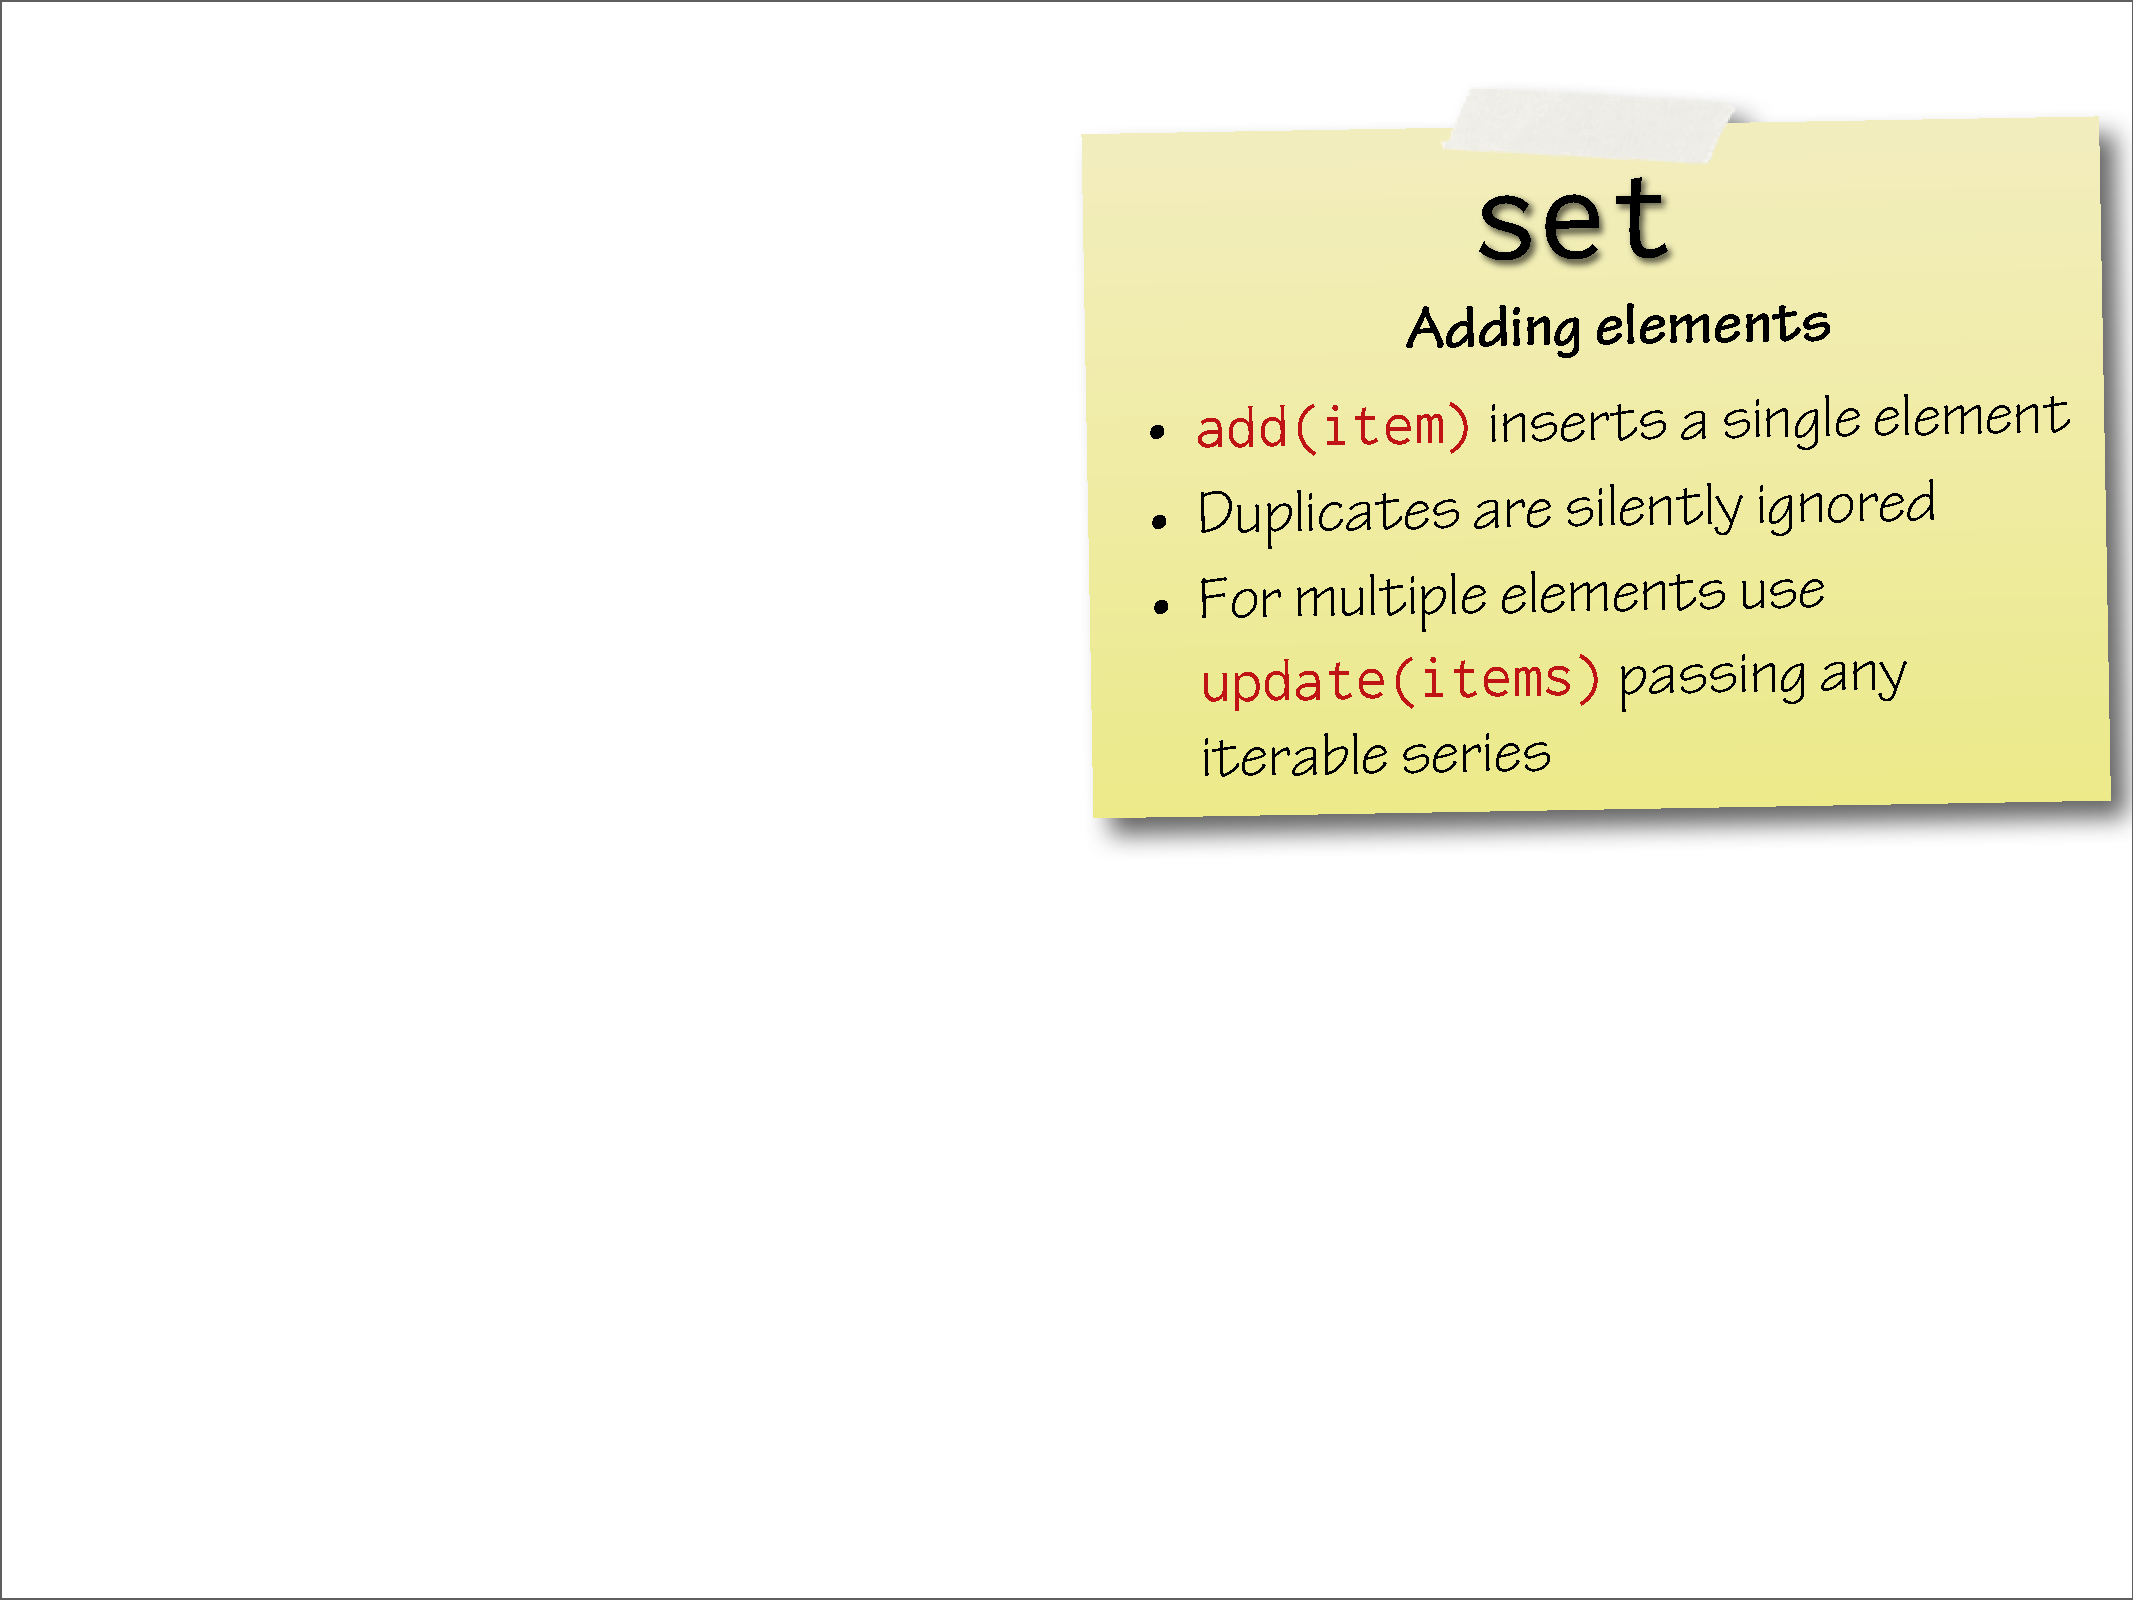 set
Adding elements
• add(item) inserts a single element
• Duplicates are silently ignored
• For multiple elements use
update(items) passing any
iterable series